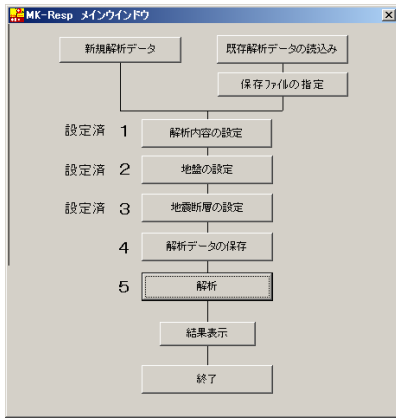 MK-Resp メインウインドウ
新規解析データ
既存解析データの読込み
保存ファイルの指定
設定済 1 解析内容の設定
設定済 2 地盤の設定
設定済 3 地震断層の設定
4 解析データの保存
5 解析
結果表示
終了